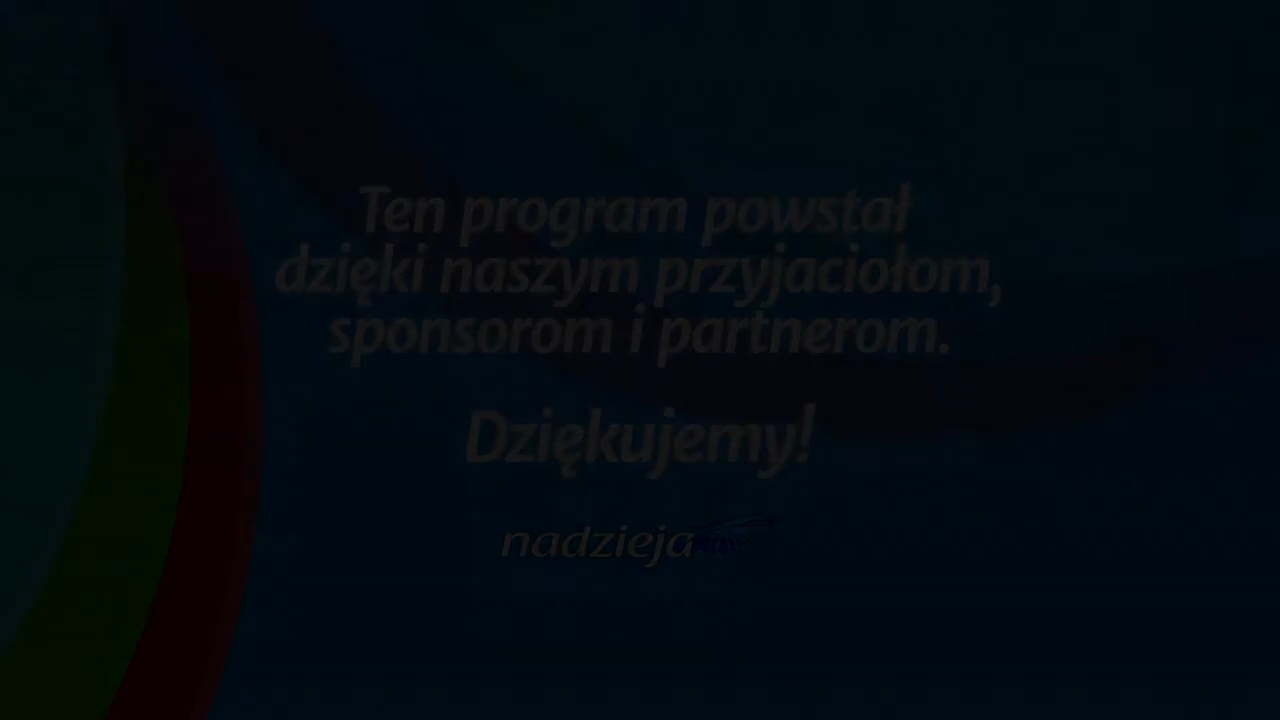 Ten program powstał
dzięki naszym przyjaciołom,
sponsorom i partnerom.
Dziękujemy!
nadzieja